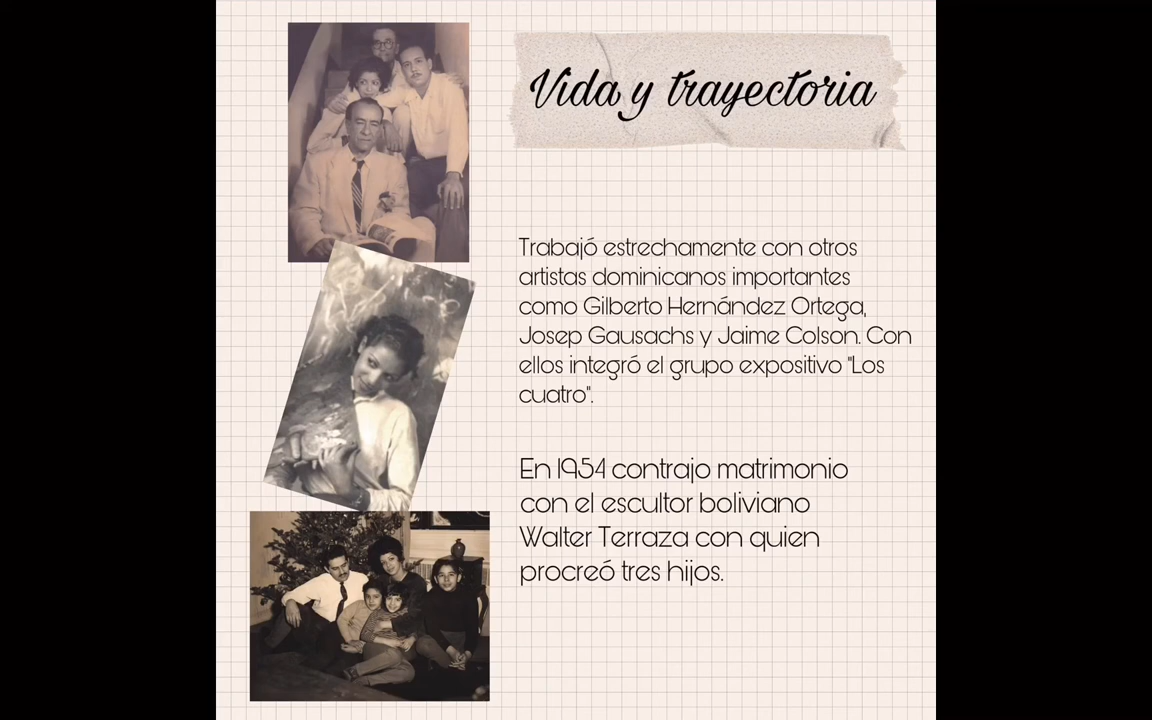 Vida y trayectoria
Trabajó estrechamente con otros
artistas dominicanos importantes
como Gilberto Hernández Ortega,
Josep Gausachs y Jaime Colson. Con
ellos integró el grupo expositivo "Los
cuatro".
En 1954 contrajo matrimonio
con el escultor boliviano
Walter Terraza con quien
procreó tres hijos.